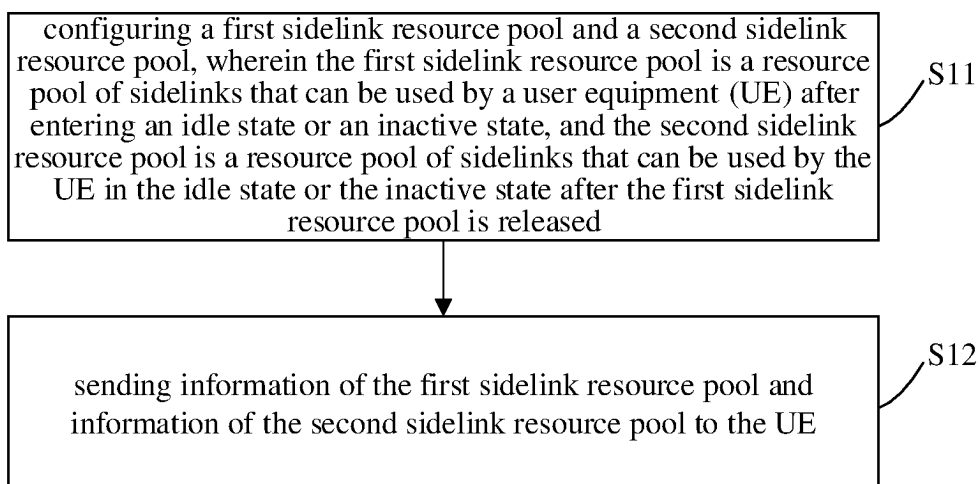 configuring a first sidelink resource pool and a second sidelink
resource pool, wherein the first sidelink resource pool is a resource
pool of sidelinks that can be used by a user equipment (UE) after
entering an idle state or an inactive state, and the second sidelink
resource pool is a resource pool of sidelinks that can be used by the
UE in the idle state or the inactive state after the first sidelink
resource pool is released
S11
sending information of the first sidelink resource pool and
information of the second sidelink resource pool to the UE
S12